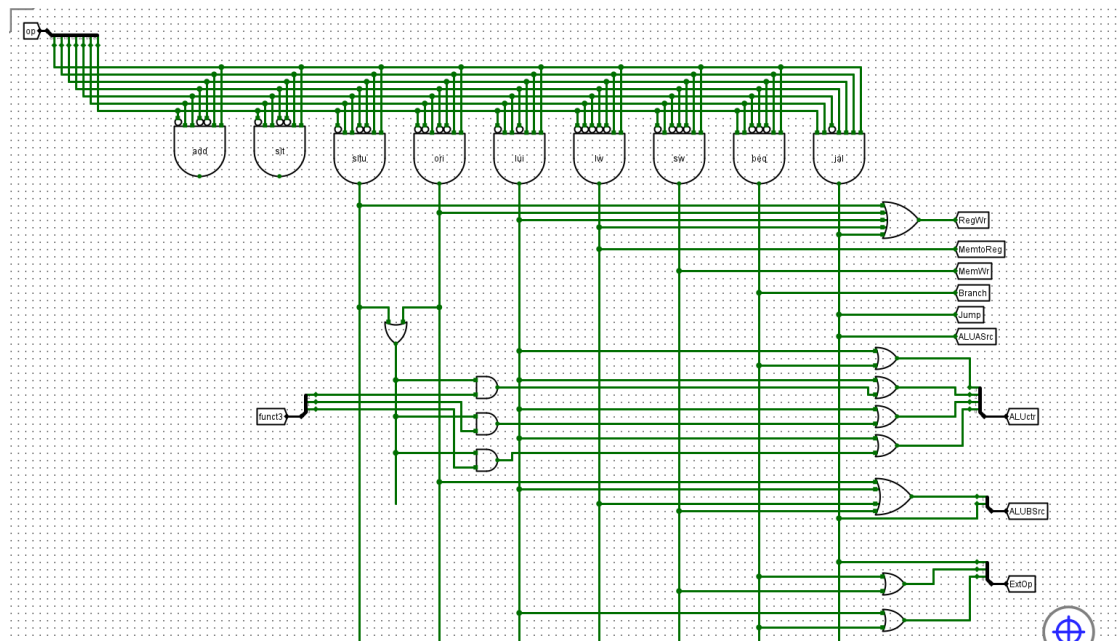 op
add
slt
sltu
ori
lui
lw
sw
beq
jal
RegWr
MemtoReg
MemWr
Branch
Jump
ALUASrc
funct3
ALUctr
ALUBSrc
ExtOp